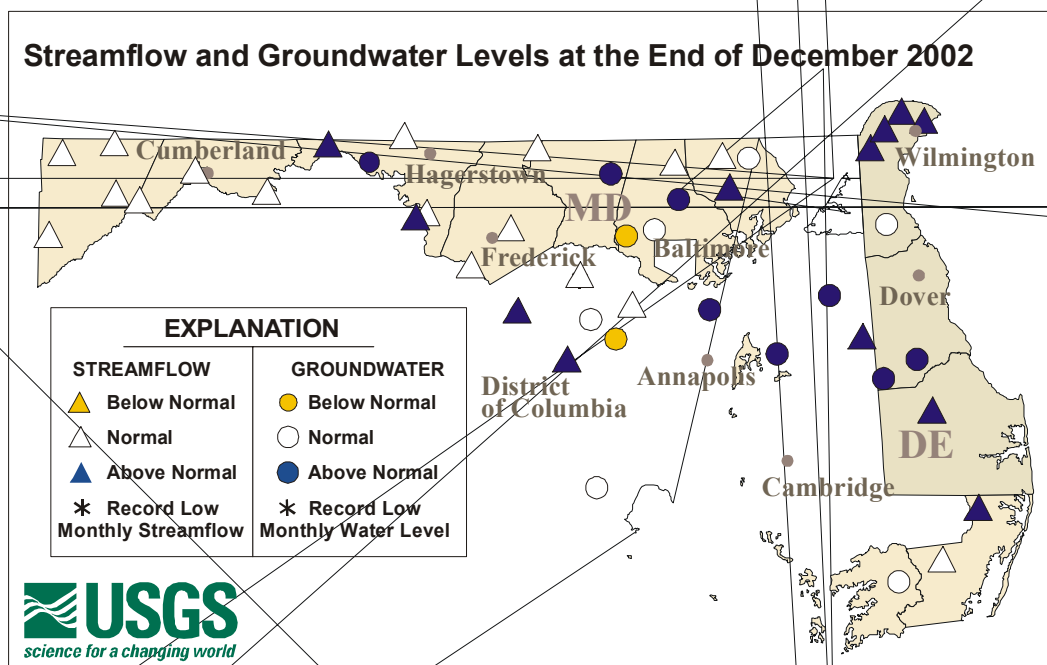 Streamflow and Groundwater Levels at the End of December 2002
Cumberland
Hagerstown
Wilmington
MD
Frederick
Baltimore
Dover
EXPLANATION
STREAMFLOW
Below Normal
Normal
Above Normal
Record Low
Monthly Streamflow
GROUNDWATER
Below Normal
Normal
Above Normal
Record Low
Monthly Water Level
District
of Columbia
Annapolis
DE
Cambridge
USGS
science for a changing world